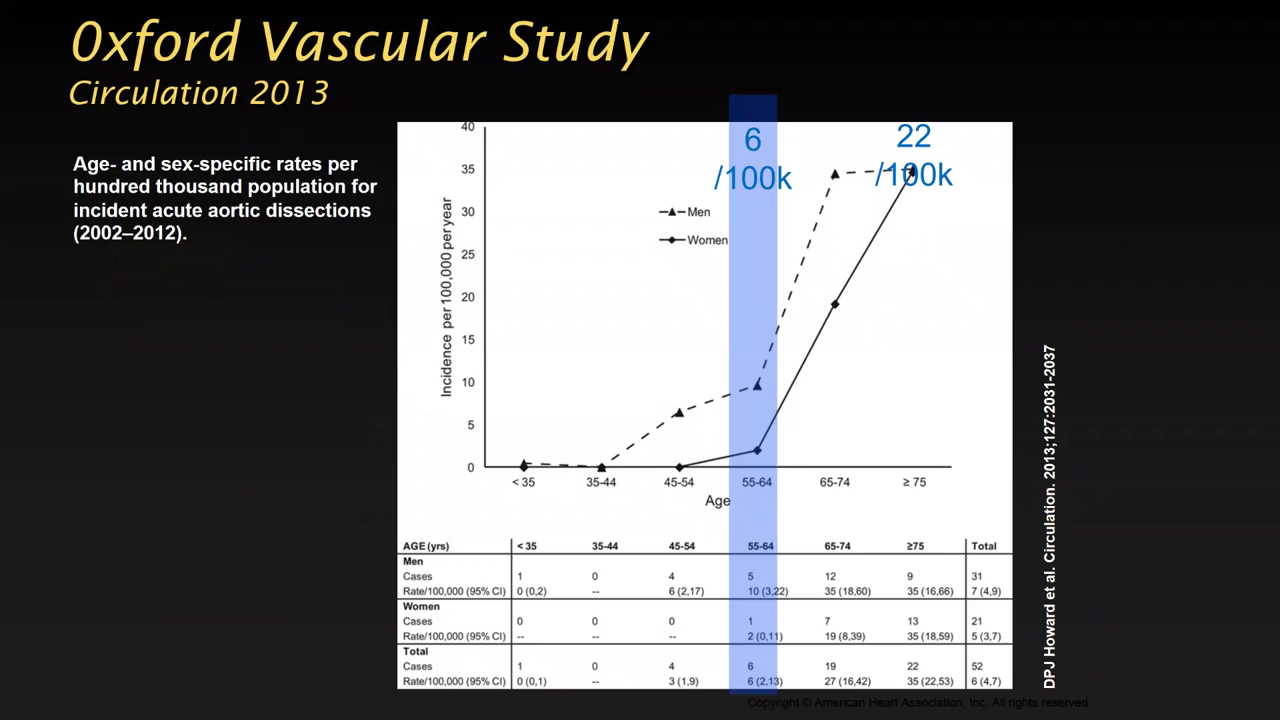 0xford Vascular Study
Circulation 2013
Age- and sex-specific rates per
hundred thousand population for
incident acute aortic dissections
(2002–2012).
6
/100k
22
/100k
40
35
30
25
20
15
10
5
0
Incidence per 100,000 per year
Men
Women
< 35 35-44 45-54 55-64 65-74 ≥ 75
Age
AGE (yrs) < 35 35-44 45-54 55-64 65-74 ≥75 Total
Men
Cases 1 0 4 5 12 9 31
Rate/100,000 (95% CI) 0 (0,2) -- 6 (2,17) 10 (3,22) 35 (18,60) 35 (16,66) 7 (4,9)
Women
Cases 0 0 0 1 7 13 21
Rate/100,000 (95% CI) -- -- -- 2 (0,11) 19 (8,39) 35 (18,59) 5 (3,7)
Total
Cases 1 0 4 6 19 22 52
Rate/100,000 (95% CI) 0 (0,1) -- 3 (1,9) 6 (2,13) 27 (16,42) 35 (22,53) 6 (4,7)
DPJ Howard et al. Circulation. 2013;127:2031-2037
Copyright © American Heart Association, Inc. All rights reserved